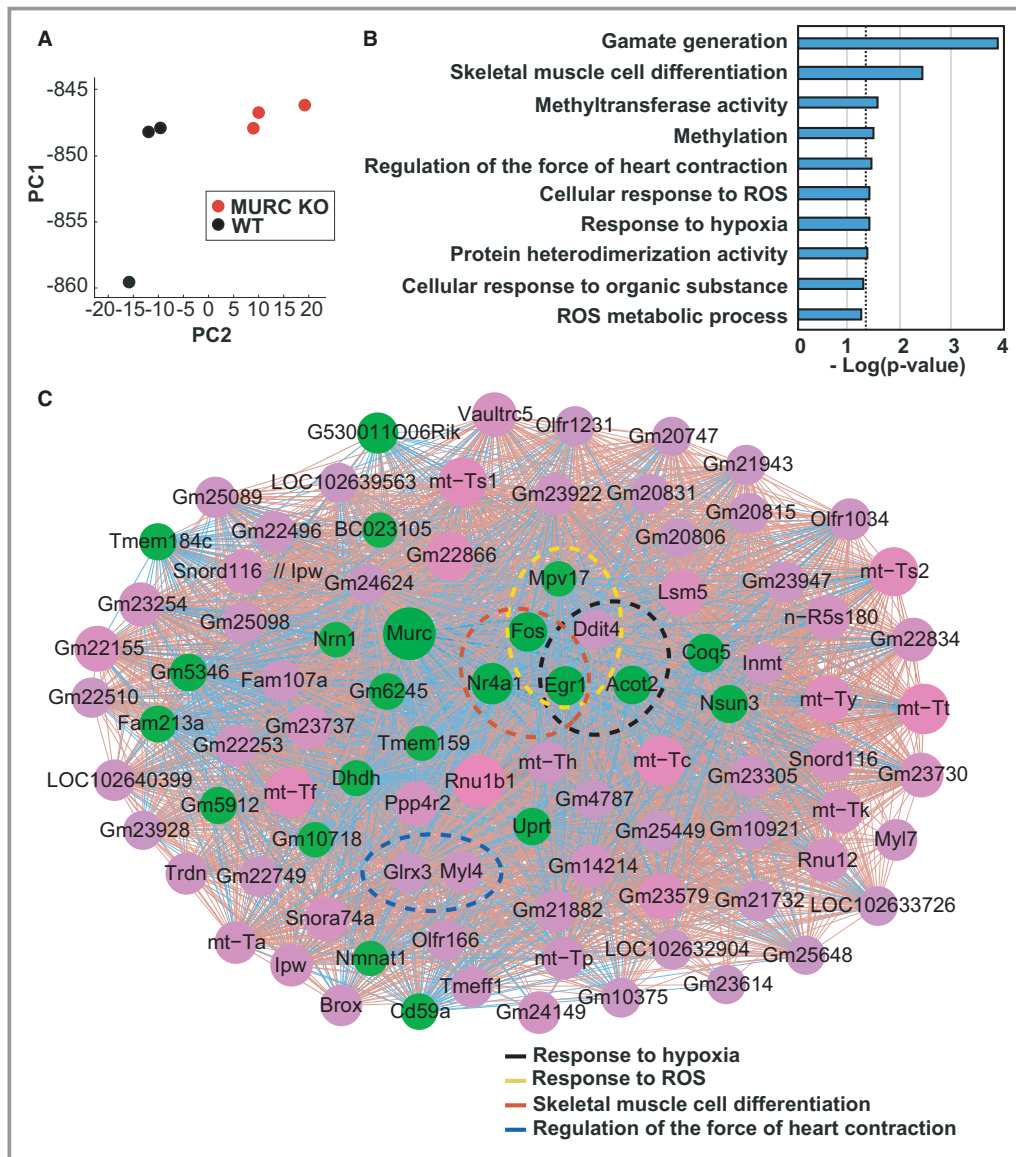 A
-845
-850
-855
-860
PC1
MURC KO
WT
-20 -15 -10 -5 0 5 10 15 20
PC2
B
Gamate generation
Skeletal muscle cell differentiation
Methyltransferase activity
Methylation
Regulation of the force of heart contraction
Cellular response to ROS
Response to hypoxia
Protein heterodimerization activity
Cellular response to organic substance
ROS metabolic process
0 1 2 3 4
- Log(p-value)
C
Vaultrc5
Olfr1231
G530011O06Rik
Gm20747
Gm21943
LOC102639563
mt-Ts1
Gm25089
Gm23922
Gm20831
Gm20815
Olfr1034
Gm22496
BC023105
Tmem184c
Gm20806
Gm22866
Snord116 // Ipw
Gm24624
Mpv17
Lsm5
Gm23947
mt-Ts2
Gm23254
Gm25098
n-R5s180
Nrn1
Murc
Fos
Ddit4
Gm22155
Coq5
Inmt
Gm22834
Gm5346
Fam107a
Gm6245
Nr4a1
Egr1
Acot2
Nsun3
Gm22510
mt-Ty
mt-Tt
Fam213a
Gm23737
Gm22253
Tmem159
mt-Th
mt-Tc
Snord116
LOC102640399
Dhdh
Rnu1b1
Gm23305
Gm23730
mt-Tf
Ppp4r2
Gm4787
Gm5912
mt-Tk
Gm23928
Gm10718
Uprt
Gm25449
Gm10921
Myl7
Trdn
Gm22749
Glrx3
Myl4
Gm14214
Rnu12
Gm23579
Gm21732
LOC102633726
Snora74a
Gm21882
mt-Ta
Olfr166
LOC102632904
Gm25648
Ipw
Nmnat1
mt-Tp
Tmeff1
Gm23614
Brox
Cd59a
Gm24149
Gm10375
Response to hypoxia
Response to ROS
Skeletal muscle cell differentiation
Regulation of the force of heart contraction